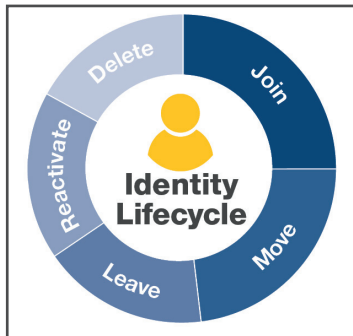 Identity
Lifecycle
Join
Move
Leave
Reactivate
Delete